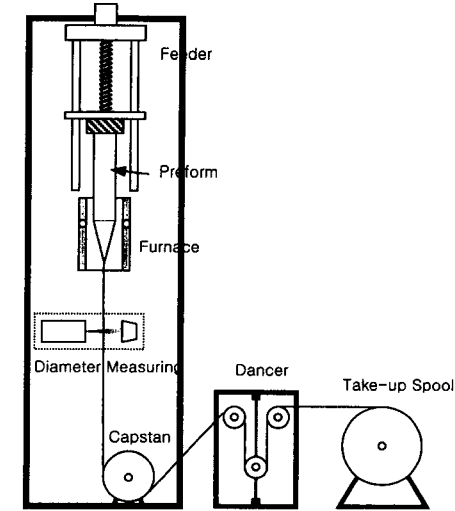 Feeder
Preform
Furnace
Diameter Measuring
Dancer
Take-up Spool
Capstan